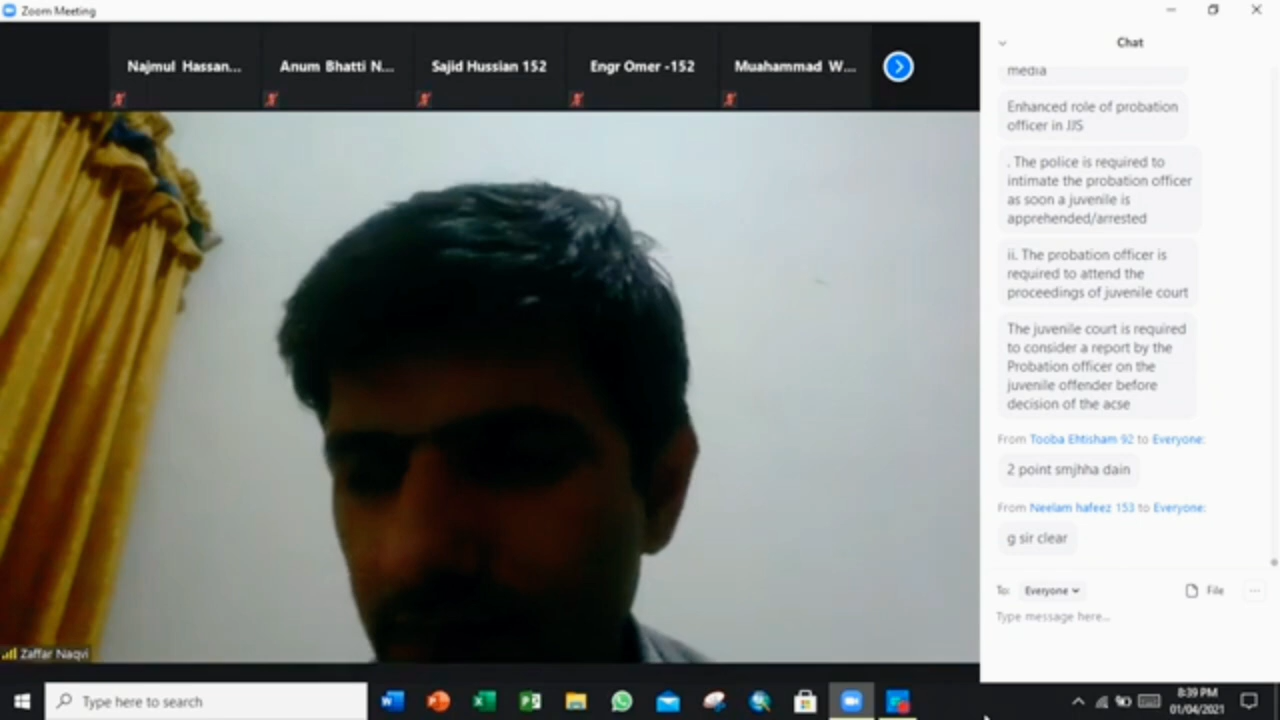 Zoom Meeting
Najmul Hassan...
Anum Bhatti N...
Sajid Hussian 152
Engr Omer -152
Muahammad W...
Chat
media
Enhanced role of probation
officer in JJS
. The police is required to
intimate the probation officer
as soon a juvenile is
apprehended/arrested
ii. The probation officer is
required to attend the
proceedings of juvenile court
The juvenile court is required
to consider a report by the
Probation officer on the
juvenile offender before
decision of the acse
From Tooba Ehtisham 92 to Everyone:
2 point smjhha dain
From Neelam hafeez 153 to Everyone:
g sir clear
To: Everyone File ...
Type message here...
Zaffar Naqvi
Type here to search
8:39 PM
01/04/2021